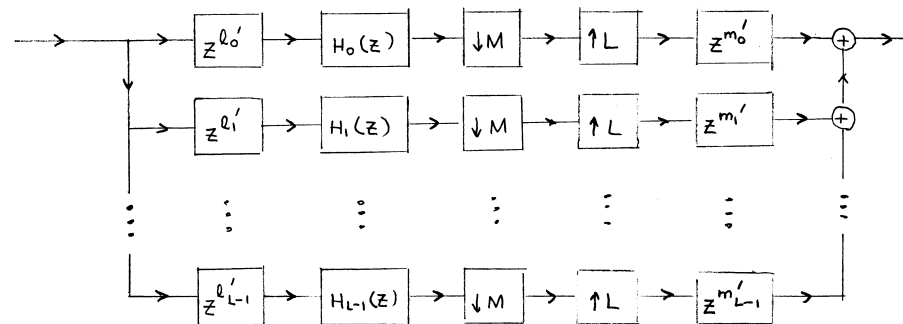 z^{l_0'} H_0(z) ↓M ↑L z^{m_0'} +
z^{l_1'} H_1(z) ↓M ↑L z^{m_1'} +
z^{l_{L-1}'} H_{L-1}(z) ↓M ↑L z^{m_{L-1}'}